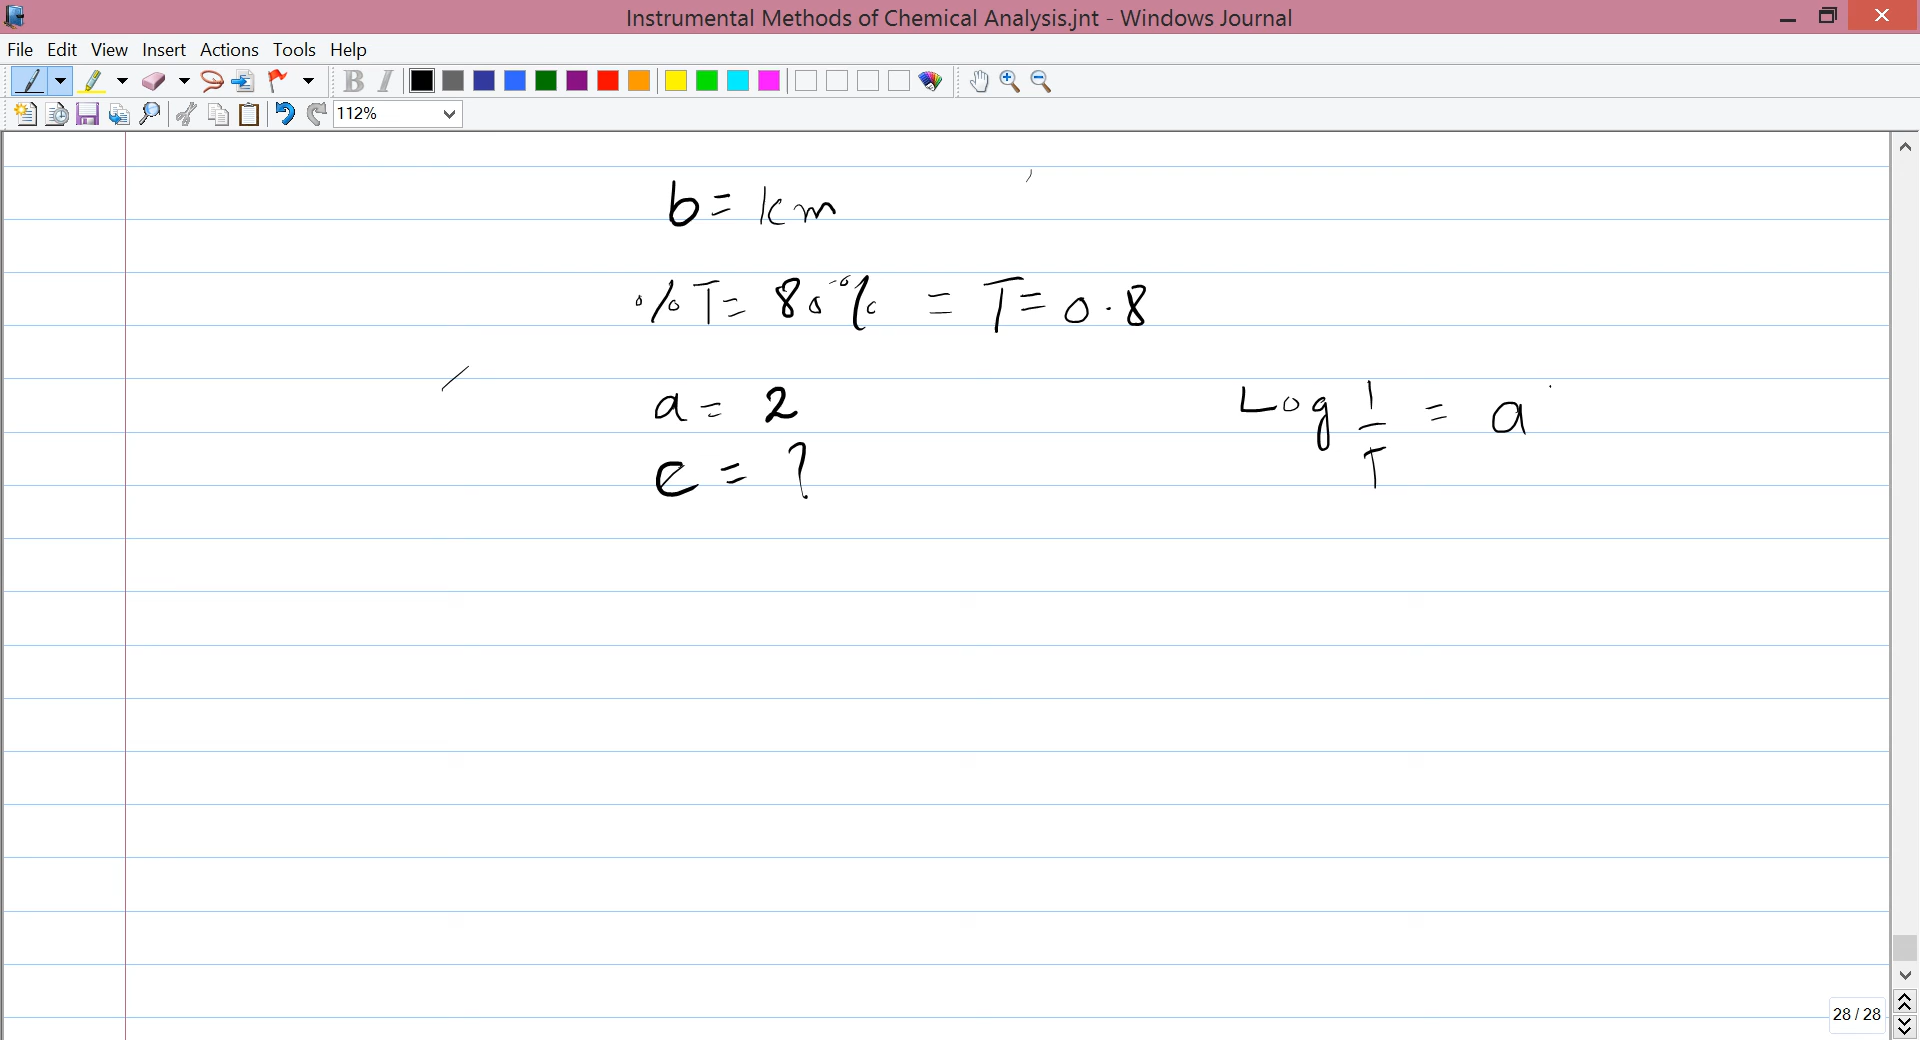 Instrumental Methods of Chemical Analysis.jnt - Windows Journal
File Edit View Insert Actions Tools Help
B I
112%
b = km
% T = 80% = T = 0.8
a = 2
Log 1/T = a
c = ?
28 / 28